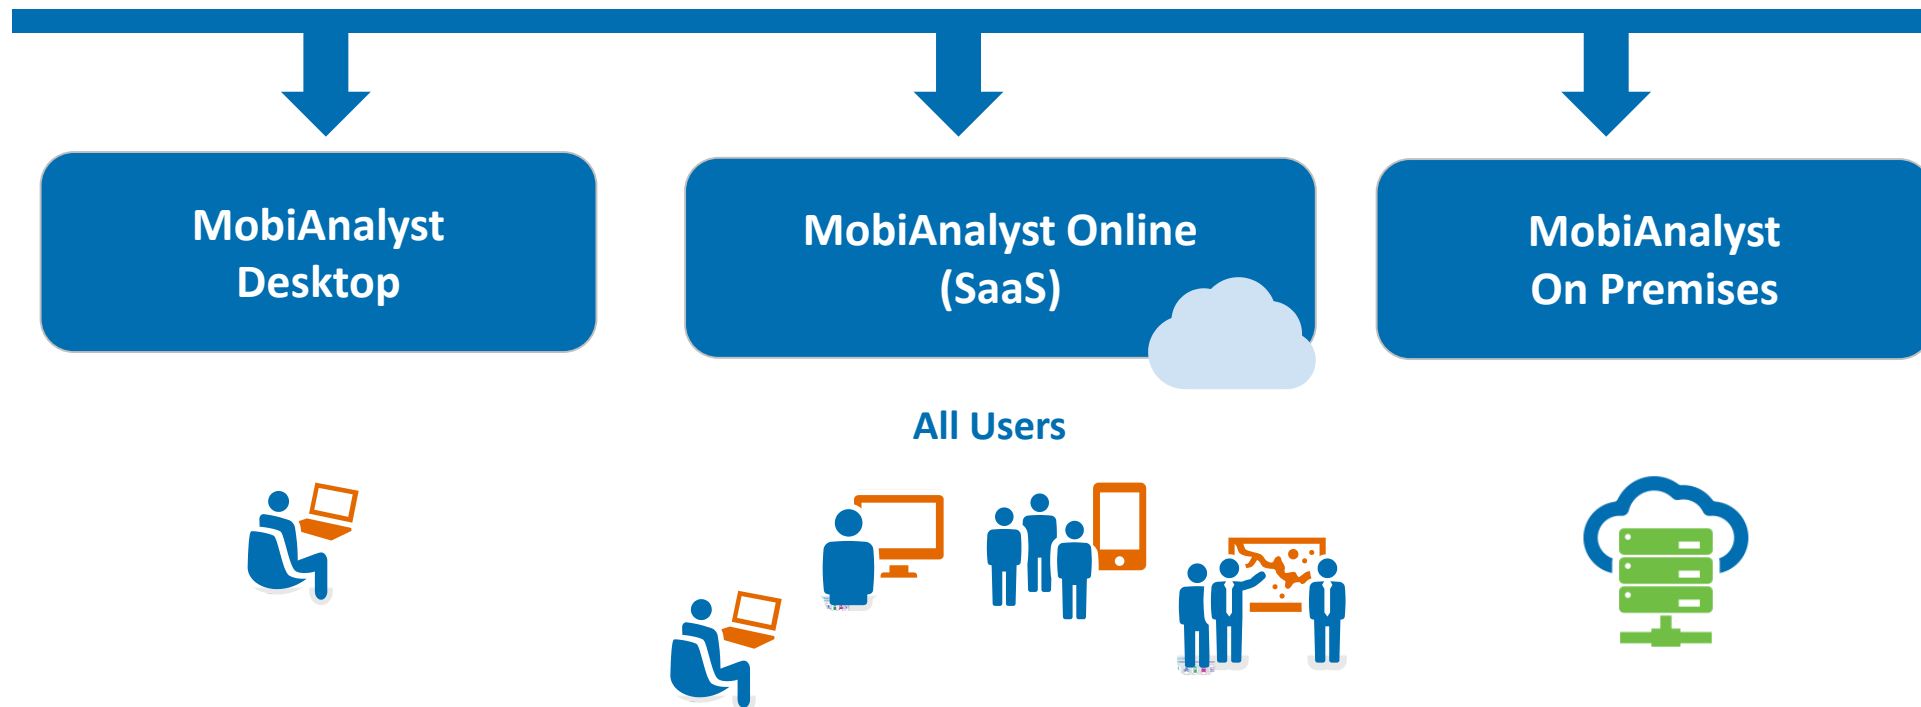 MobiAnalyst
Desktop
MobiAnalyst Online
(SaaS)
MobiAnalyst
On Premises
All Users